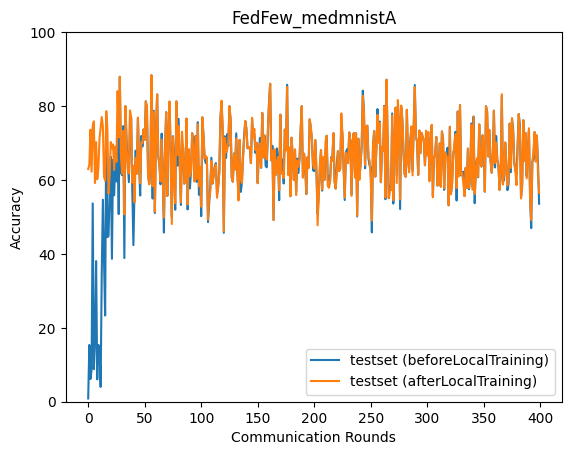 FedFew_medmnistA
100
80
60
40
20
0
Accuracy
0 50 100 150 200 250 300 350 400
Communication Rounds
testset (beforeLocalTraining)
testset (afterLocalTraining)